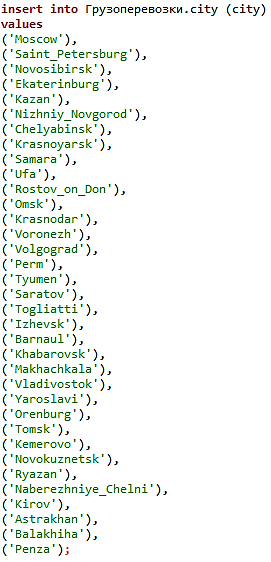 insert into Грузоперевозки.city (city)
values
('Moscow'),
('Saint_Petersburg'),
('Novosibirsk'),
('Ekaterinburg'),
('Kazan'),
('Nizhniy_Novgorod'),
('Chelyabinsk'),
('Krasnoyarsk'),
('Samara'),
('Ufa'),
('Rostov_on_Don'),
('Omsk'),
('Krasnodar'),
('Voronezh'),
('Volgograd'),
('Perm'),
('Tyumen'),
('Saratov'),
('Togliatti'),
('Izhevsk'),
('Barnaul'),
('Khabarovsk'),
('Makhachkala'),
('Vladivostok'),
('Yaroslavi'),
('Orenburg'),
('Tomsk'),
('Kemerovo'),
('Novokuznetsk'),
('Ryazan'),
('Naberezhniye_Chelni'),
('Kirov'),
('Astrakhan'),
('Balakhiha'),
('Penza');